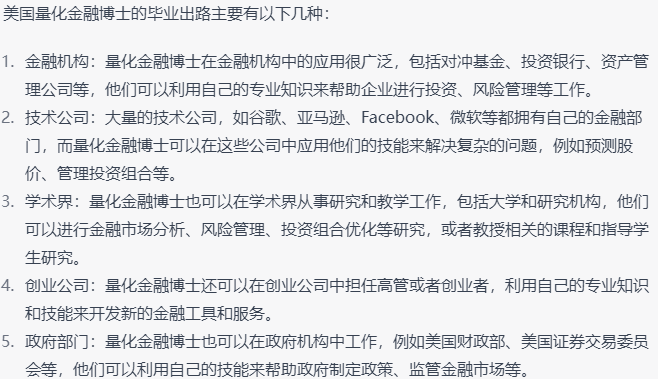 美国量化金融博士的毕业出路主要有以下几种：
1. 金融机构：量化金融博士在金融机构中的应用很广泛，包括对冲基金、投资银行、资产管
理公司等，他们可以利用自己的专业知识来帮助企业进行投资、风险管理等工作。
2. 技术公司：大量的技术公司，如谷歌、亚马逊、Facebook、微软等都拥有自己的金融部
门，而量化金融博士可以在这些公司中应用他们的技能来解决复杂的问题，例如预测股
价、管理投资组合等。
3. 学术界：量化金融博士也可以在学术界从事研究和教学工作，包括大学和研究机构，他们
可以进行金融市场分析、风险管理、投资组合优化等研究，或者教授相关的课程和指导学
生研究。
4. 创业公司：量化金融博士还可以在创业公司中担任高管或者创业者，利用自己的专业知识
和技能来开发新的金融工具和服务。
5. 政府部门：量化金融博士也可以在政府机构中工作，例如美国财政部、美国证券交易委员
会等，他们可以利用自己的技能来帮助政府制定政策、监管金融市场等。